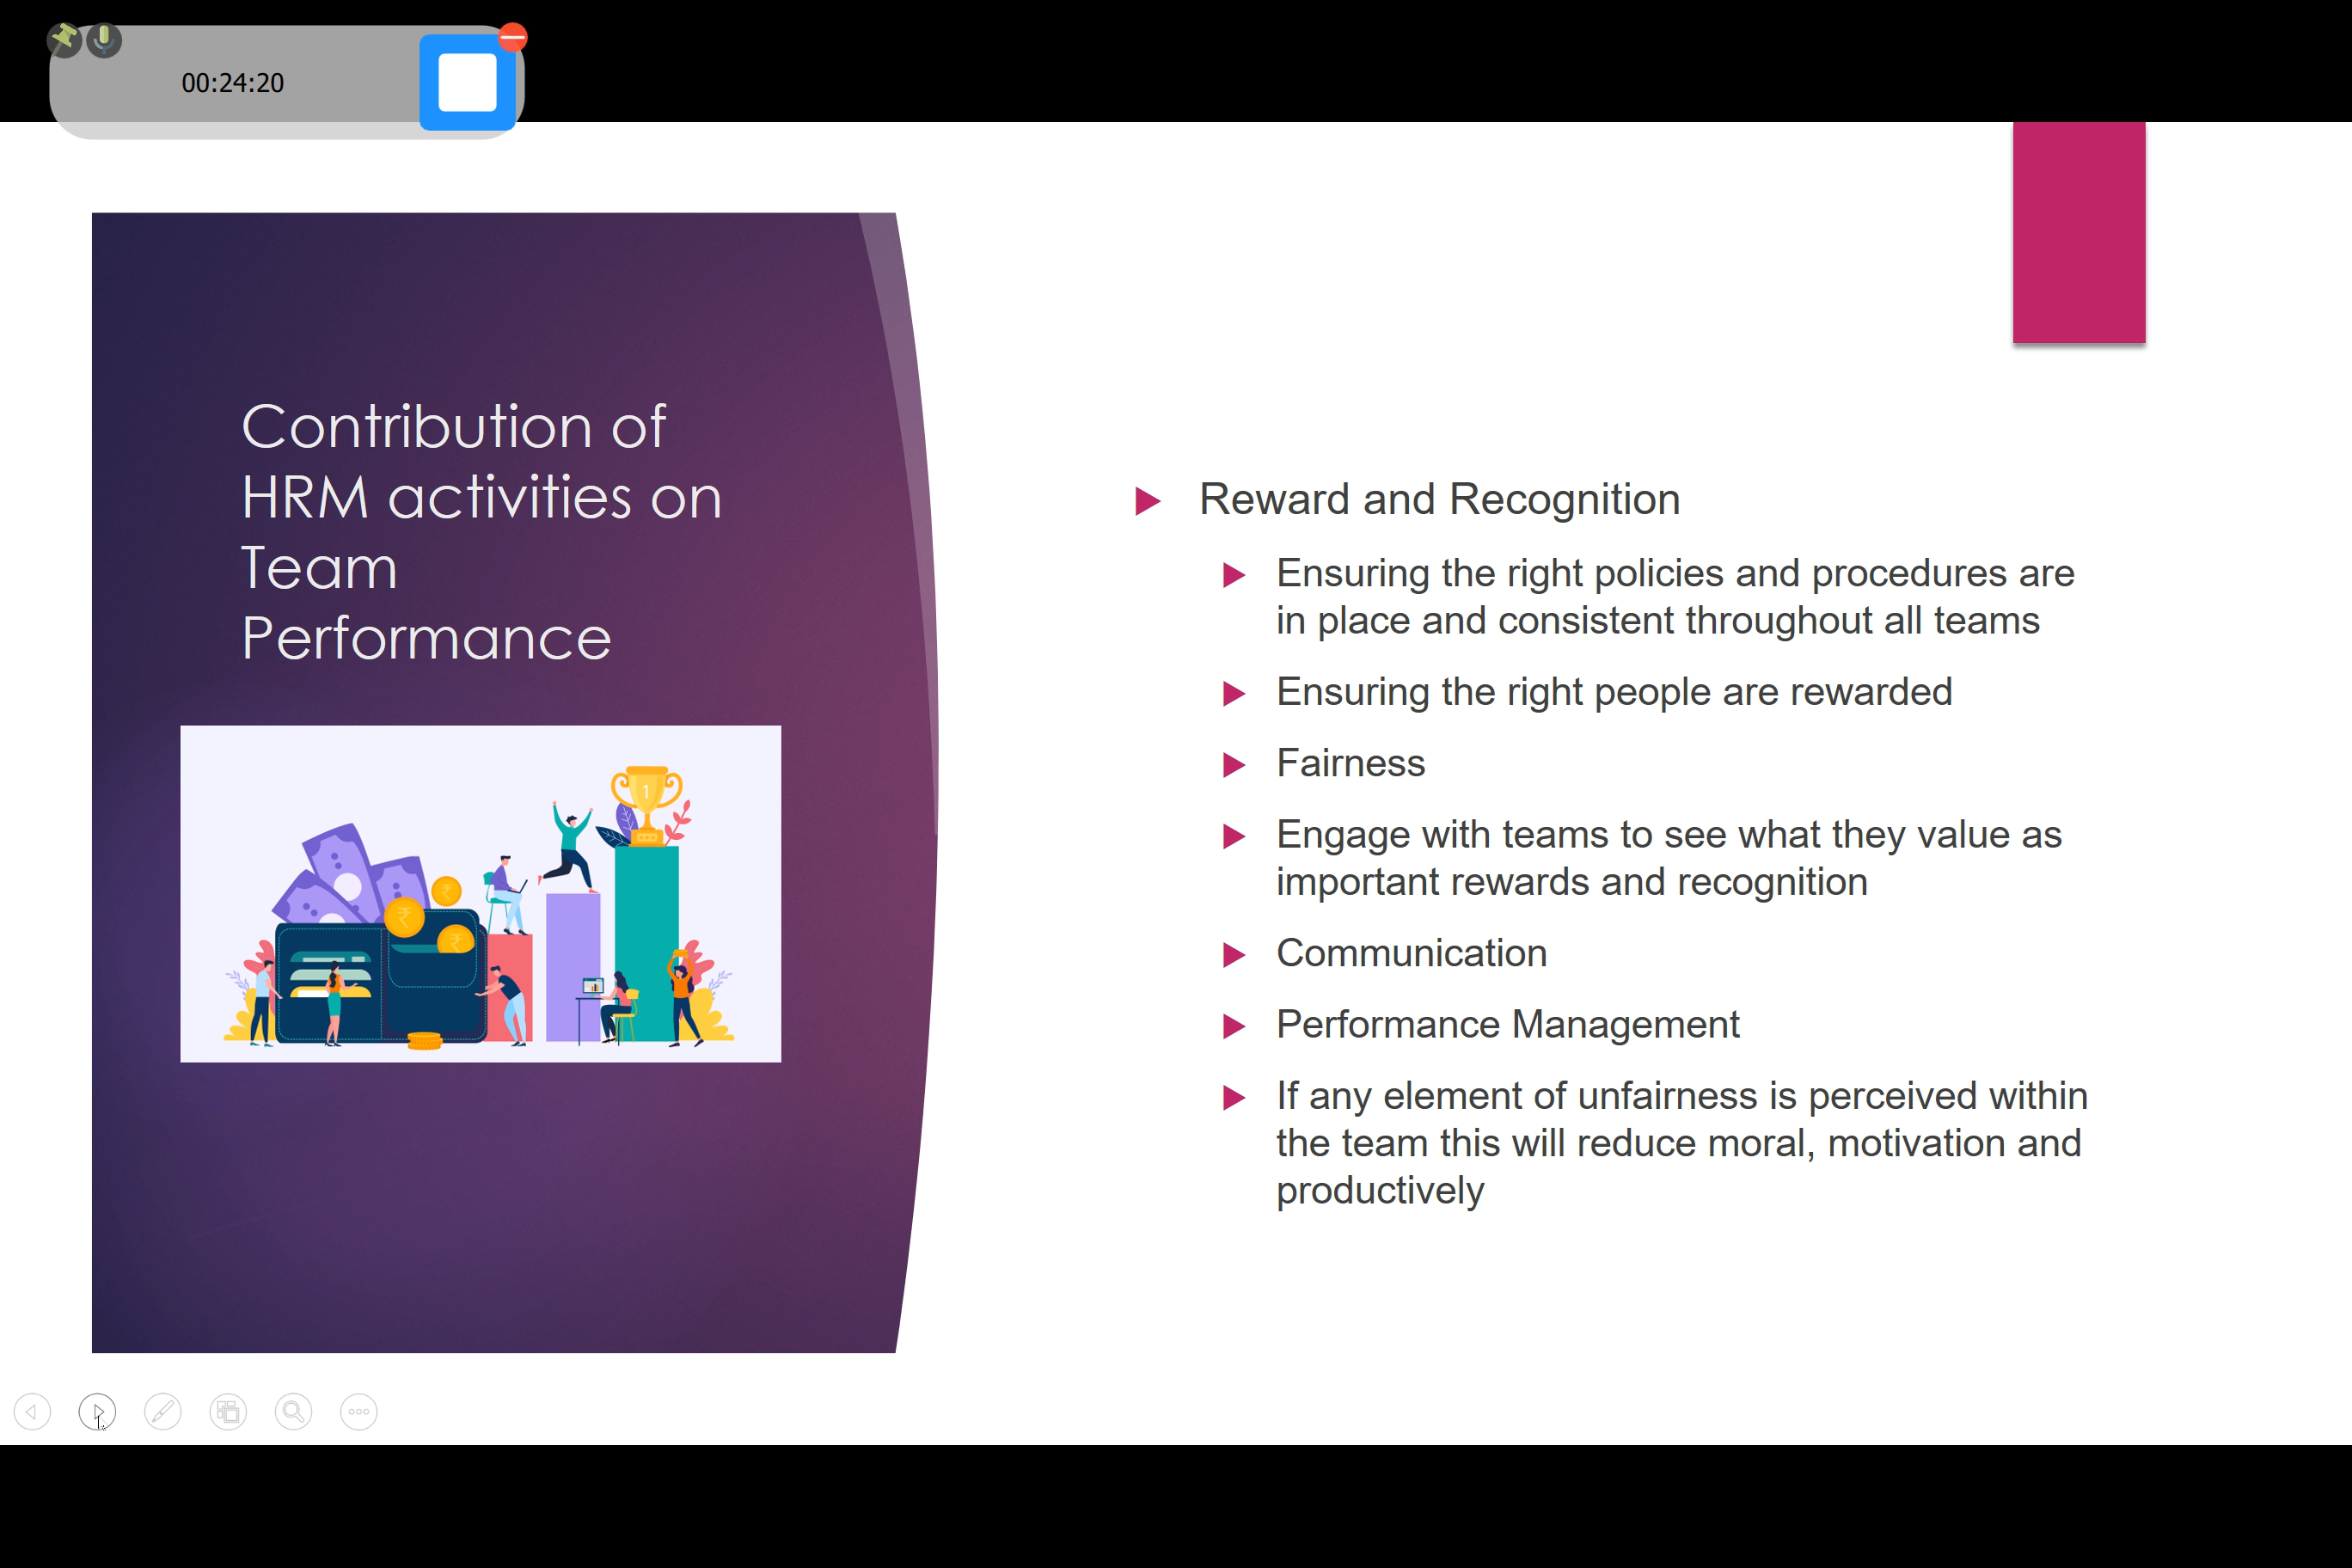 00:24:20
Contribution of
HRM activities on
Team
Performance
1
Reward and Recognition
Ensuring the right policies and procedures are
in place and consistent throughout all teams
Ensuring the right people are rewarded
Fairness
Engage with teams to see what they value as
important rewards and recognition
Communication
Performance Management
If any element of unfairness is perceived within
the team this will reduce moral, motivation and
productively